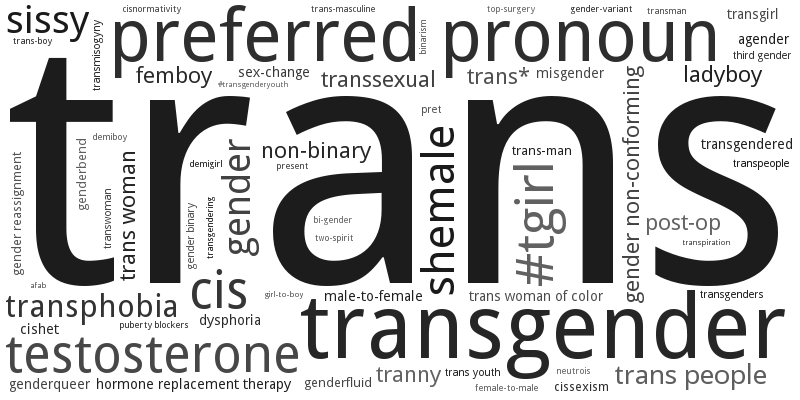 sissy
cisnormativity
trans-masculine
top-surgery
gender-variant
transman
transgirl
preferred pronoun
binarism
trans-boy
transmisogyny
agender
third gender
femboy
sex-change
#transgenderyouth
transsexual
trans*
misgender
ladyboy
trans
pret
demiboy
genderbend
gender reassignment
transwoman
trans woman
demigirl
gender
non-binary
present
shemale
trans-man
#tgirl
gender non-conforming
transgendered
transpeople
gender binary
transgendering
bi-gender
two-spirit
post-op
transpiration
afab
cis
girl-to-boy
male-to-female
trans woman of color
transgenders
transphobia
puberty blockers
dysphoria
cishet
transgender
testosterone
genderqueer
hormone replacement therapy
genderfluid
tranny
trans youth
female-to-male
neutrois
cissexism
trans people